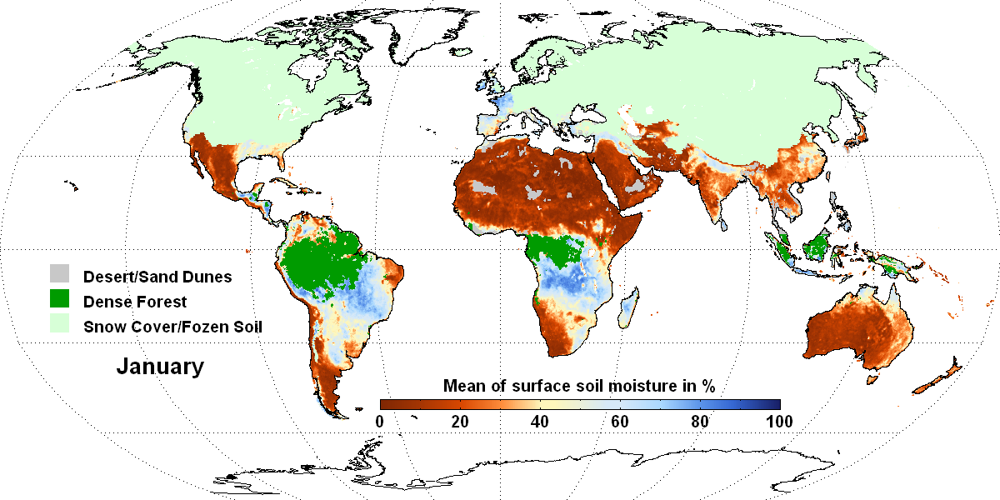 Desert/Sand Dunes
Dense Forest
Snow Cover/Fozen Soil
January
Mean of surface soil moisture in %
0 20 40 60 80 100